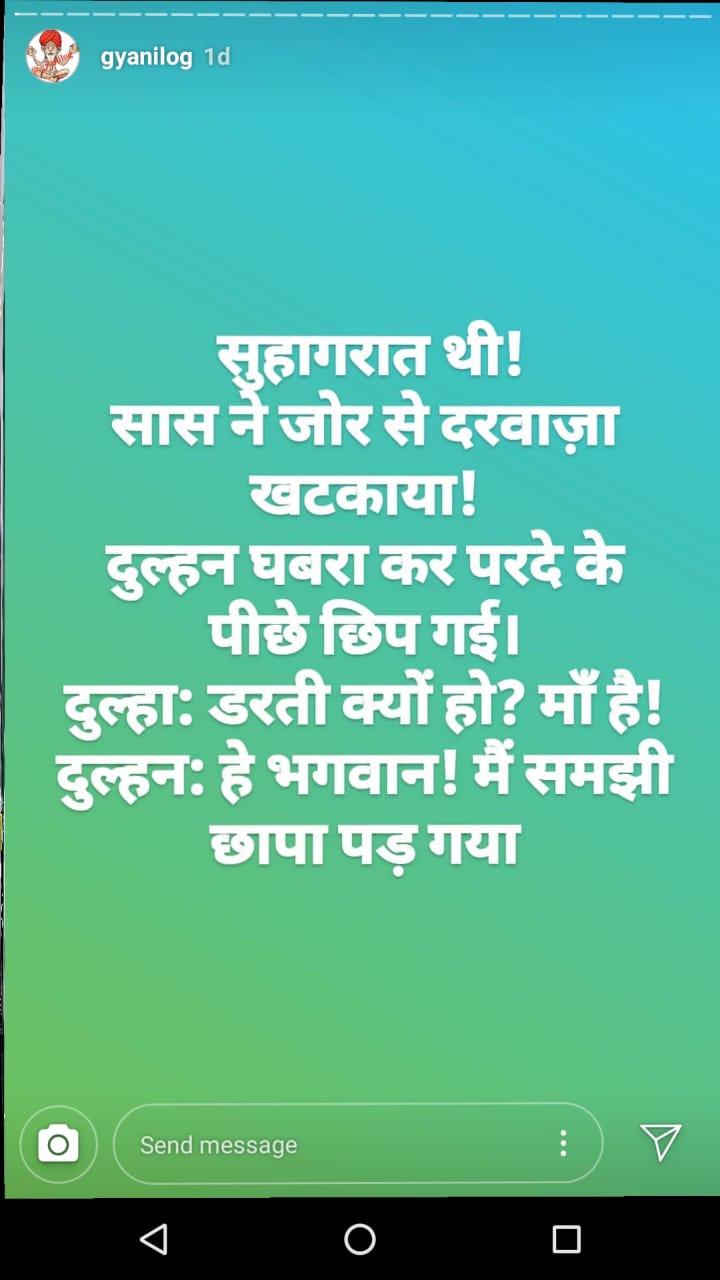 gyanilog 1d
सुहागरात थी!
सास ने जोर से दरवाज़ा
खटकाया!
दुल्हन घबरा कर परदे के
पीछे छिप गई।
दुल्हा: डरती क्यों हो? माँ है!
दुल्हन: हे भगवान! मैं समझी
छापा पड़ गया
Send message